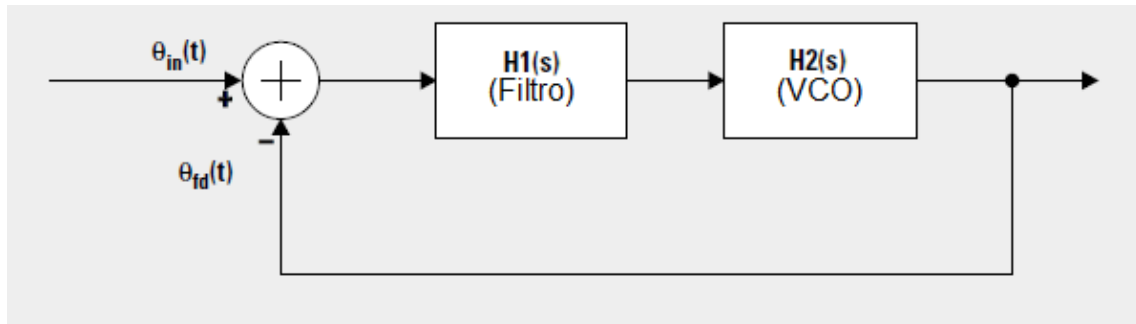 θin(t)
+
−
θfd(t)
H1(s)
(Filtro)
H2(s)
(VCO)